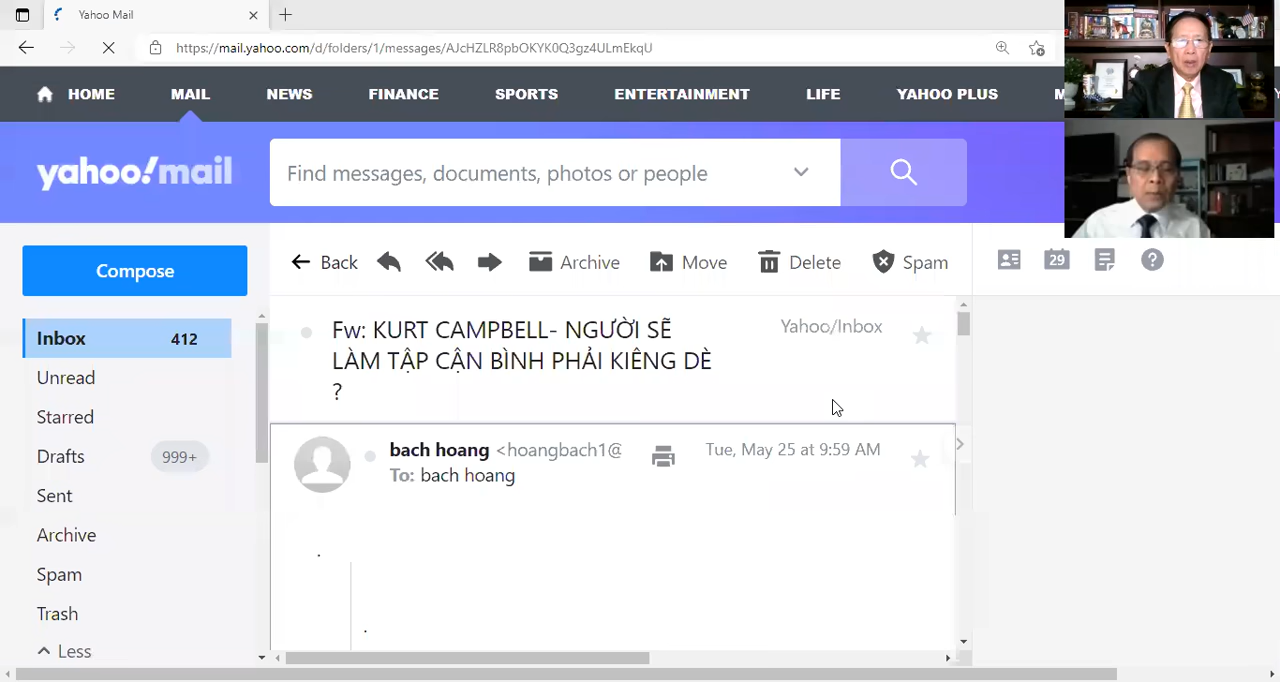 Yahoo Mail
https://mail.yahoo.com/d/folders/1/messages/AJcHZLR8pbOKYK0Q3gz4ULmEkqU
HOME MAIL NEWS FINANCE SPORTS ENTERTAINMENT LIFE YAHOO PLUS M
yahoo!mail
Find messages, documents, photos or people
Compose
Back Archive Move Delete Spam 29
Inbox 412
Unread
Starred
Drafts 999+
Sent
Archive
Spam
Trash
Less
Fw: KURT CAMPBELL- NGƯỜI SẼ
LÀM TẬP CẬN BÌNH PHẢI KIÊNG DÈ
?
Yahoo/Inbox
bach hoang <hoangbach1@
Tue, May 25 at 9:59 AM
To: bach hoang
.
.